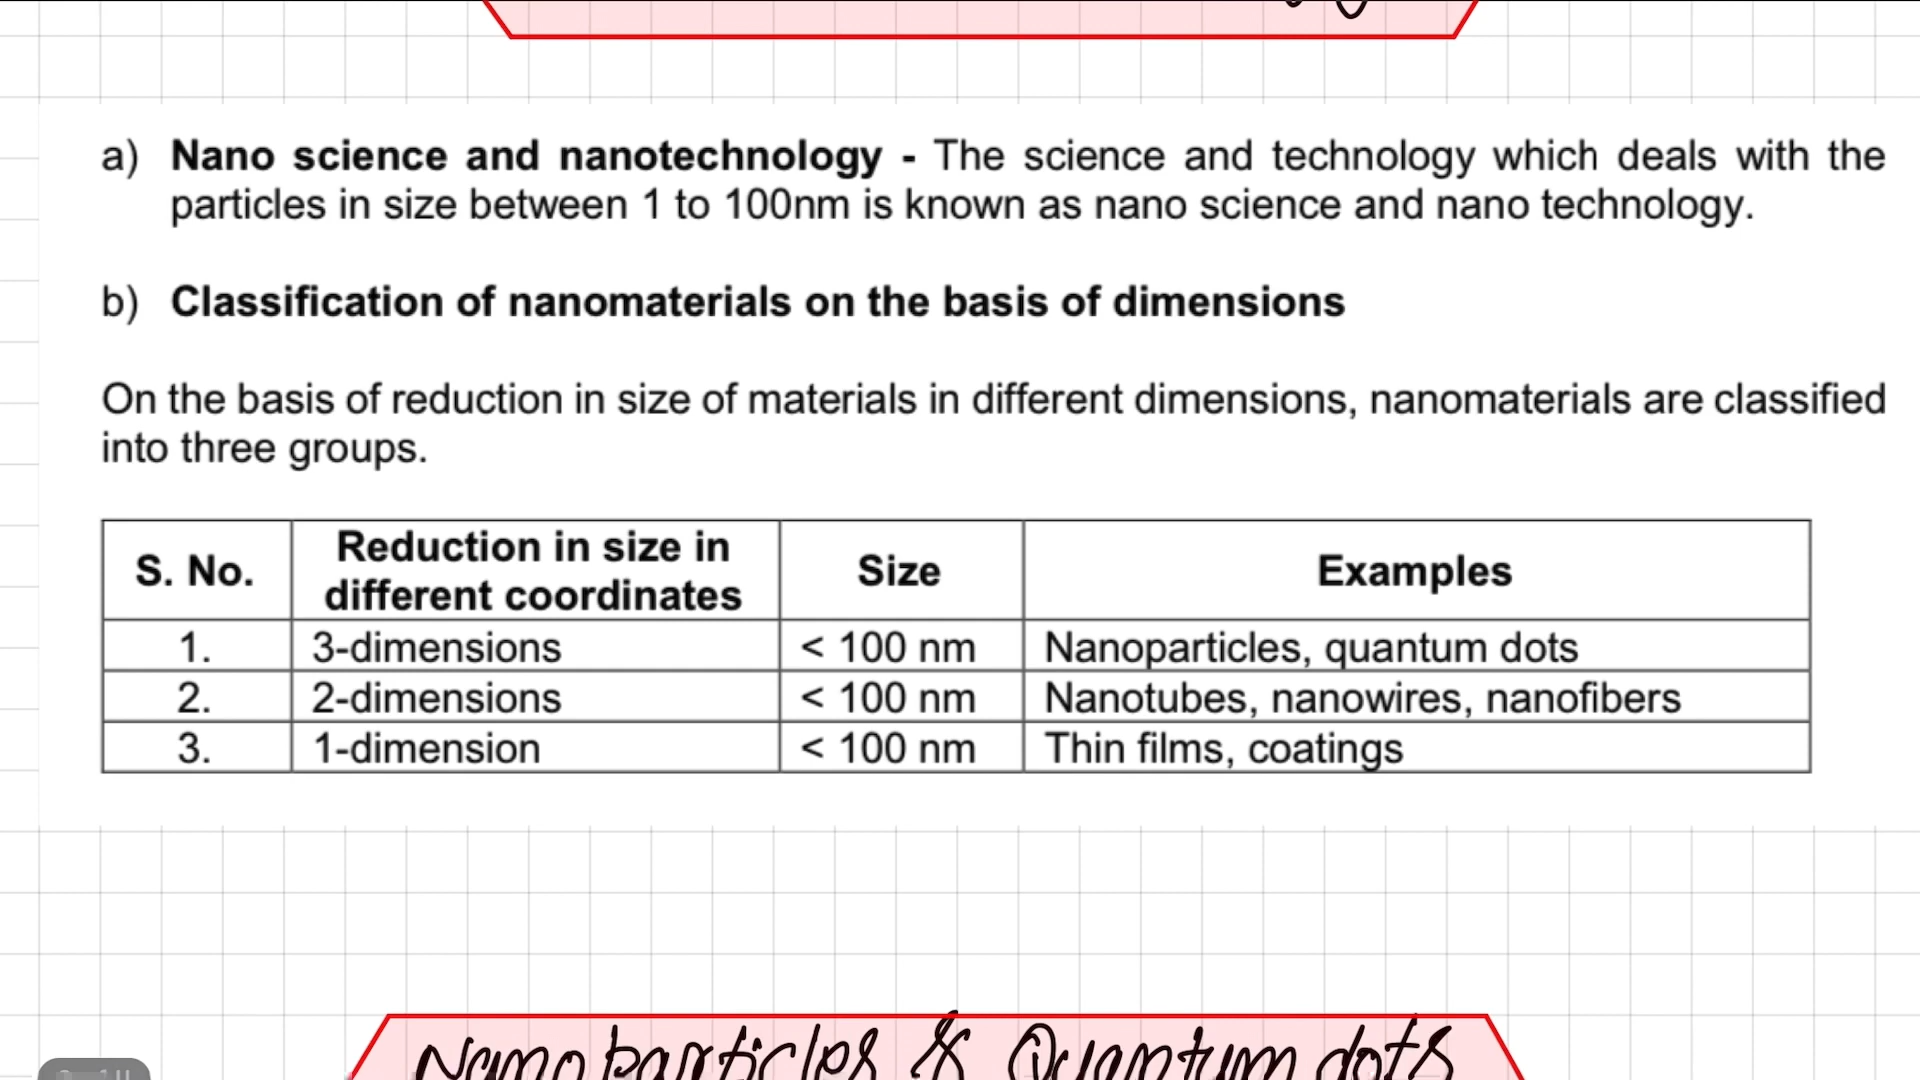 a) Nano science and nanotechnology - The science and technology which deals with the
particles in size between 1 to 100nm is known as nano science and nano technology.
b) Classification of nanomaterials on the basis of dimensions
On the basis of reduction in size of materials in different dimensions, nanomaterials are classified
into three groups.
S. No. Reduction in size in different coordinates Size Examples
1. 3-dimensions < 100 nm Nanoparticles, quantum dots
2. 2-dimensions < 100 nm Nanotubes, nanowires, nanofibers
3. 1-dimension < 100 nm Thin films, coatings
Nanoparticles & Quantum dots